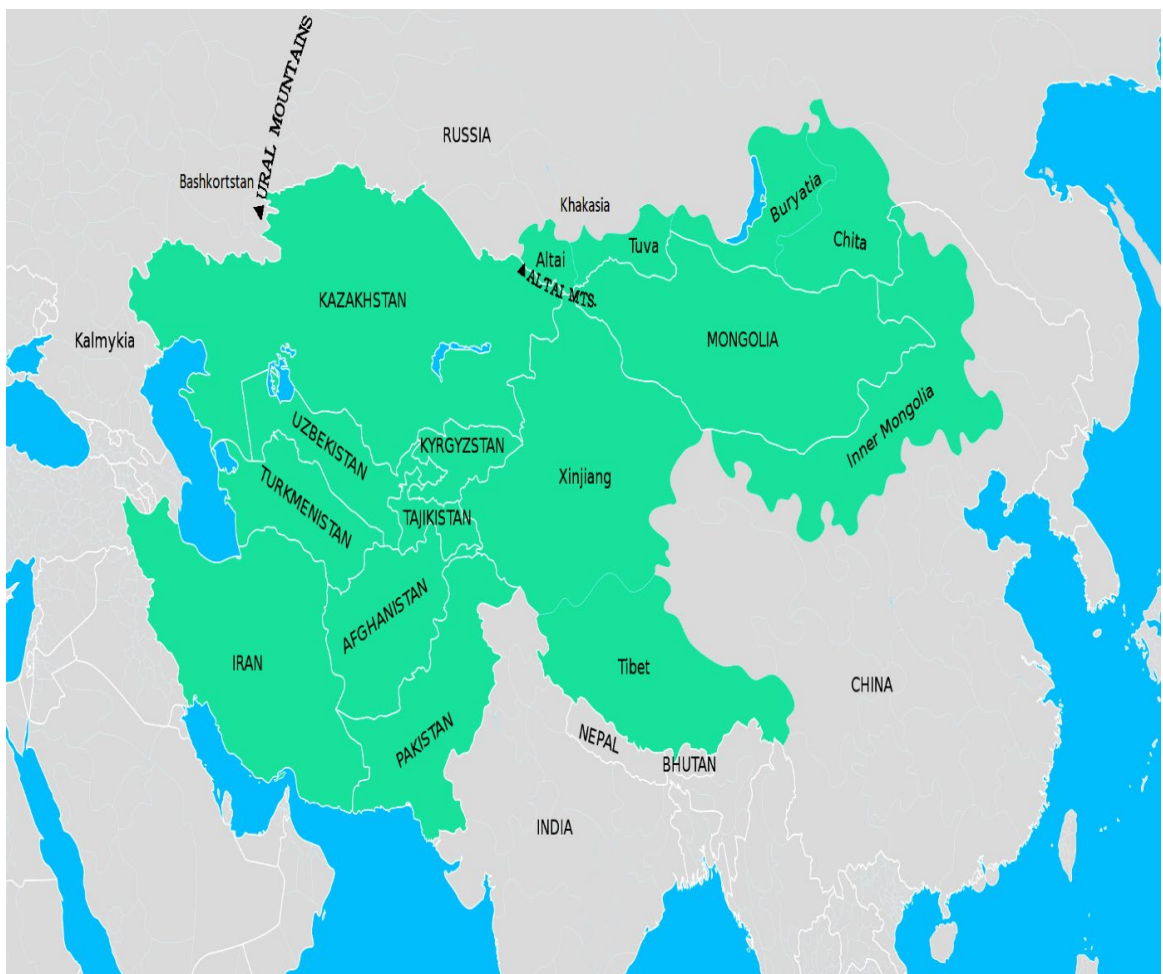 URAL MOUNTAINS
RUSSIA
Bashkortstan
Khakasia
Buryatia
Tuva
Chita
Altai
ALTAI MTS.
KAZAKHSTAN
Kalmykia
MONGOLIA
UZBEKISTAN
KYRGYZSTAN
Inner Mongolia
Xinjiang
TURKMENISTAN
TAJIKISTAN
AFGHANISTAN
IRAN
Tibet
CHINA
PAKISTAN
NEPAL
BHUTAN
INDIA